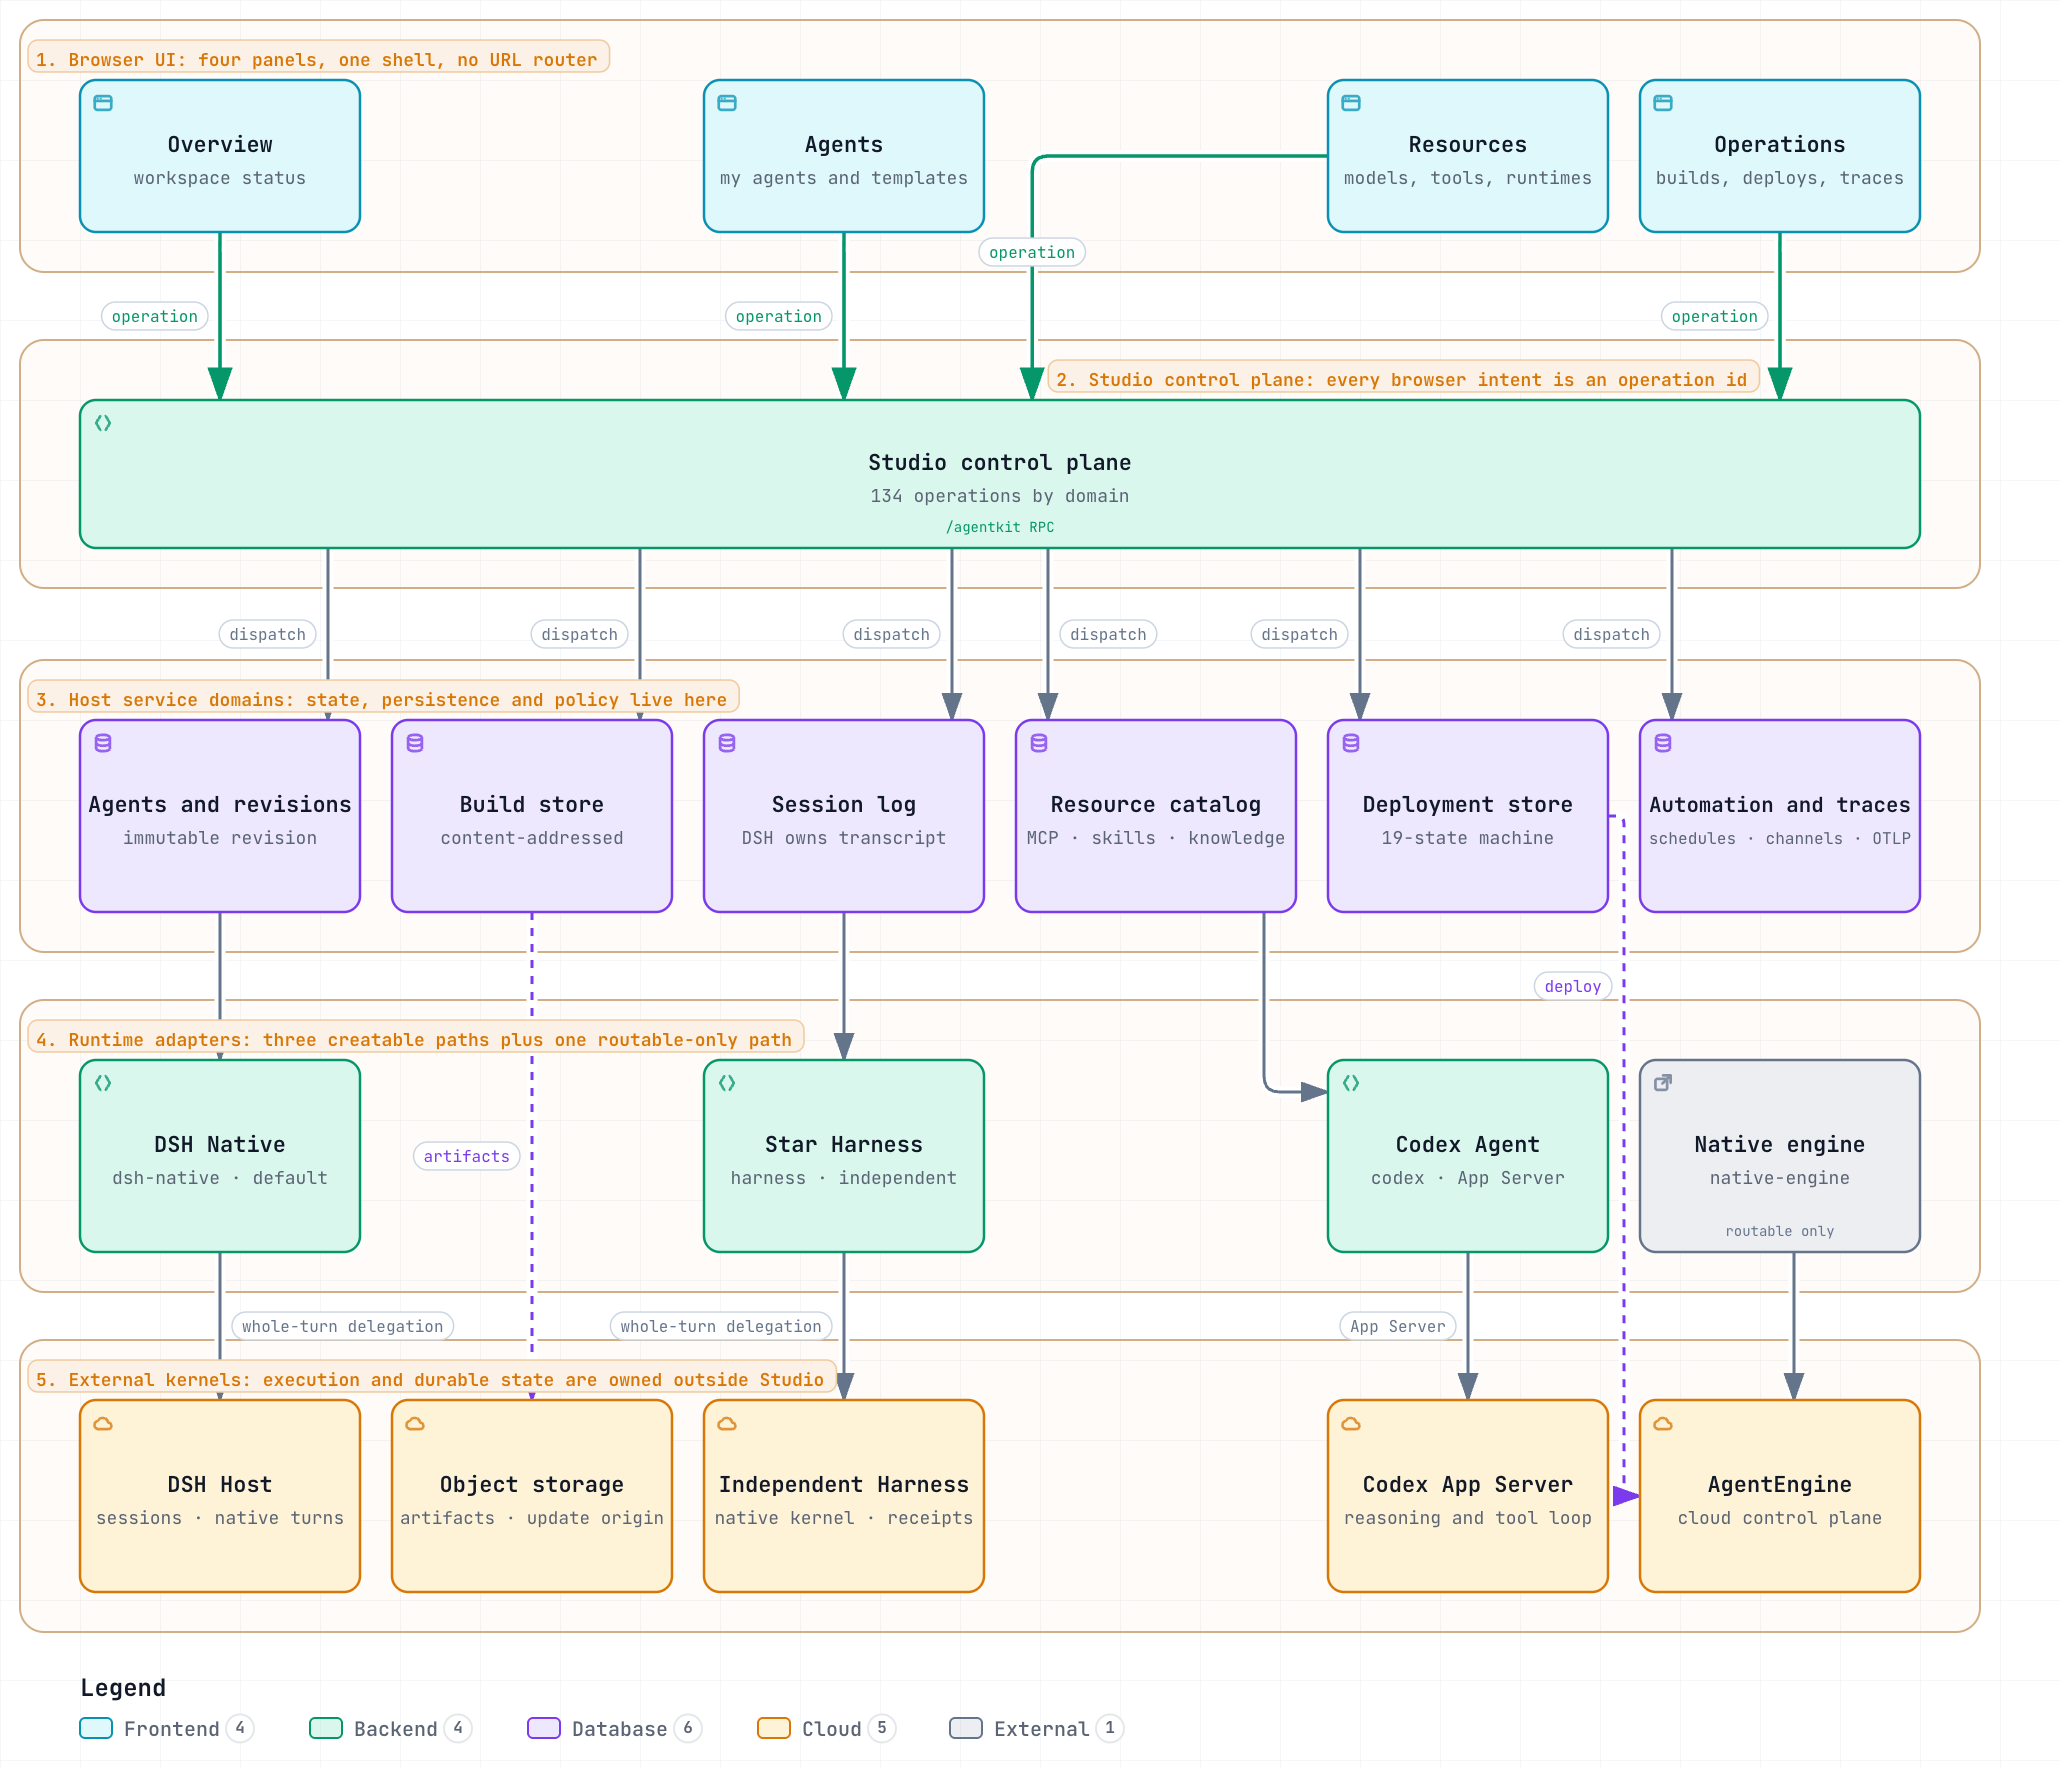 1. Browser UI: four panels, one shell, no URL router
Overview
workspace status
Agents
my agents and templates
Resources
models, tools, runtimes
Operations
builds, deploys, traces
operation
operation
operation
operation
2. Studio control plane: every browser intent is an operation id
Studio control plane
134 operations by domain
/agentkit RPC
dispatch
dispatch
dispatch
dispatch
dispatch
dispatch
3. Host service domains: state, persistence and policy live here
Agents and revisions
immutable revision
Build store
content-addressed
Session log
DSH owns transcript
Resource catalog
MCP · skills · knowledge
Deployment store
19-state machine
Automation and traces
schedules · channels · OTLP
deploy
4. Runtime adapters: three creatable paths plus one routable-only path
DSH Native
dsh-native · default
artifacts
Star Harness
harness · independent
Codex Agent
codex · App Server
Native engine
native-engine
routable only
whole-turn delegation
whole-turn delegation
App Server
5. External kernels: execution and durable state are owned outside Studio
DSH Host
sessions · native turns
Object storage
artifacts · update origin
Independent Harness
native kernel · receipts
Codex App Server
reasoning and tool loop
AgentEngine
cloud control plane
Legend
Frontend 4
Backend 4
Database 6
Cloud 5
External 1